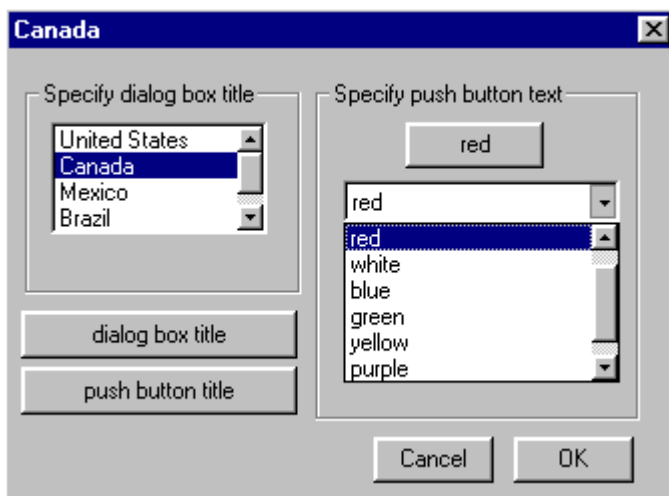 Canada
Specify dialog box title
United States
Canada
Mexico
Brazil
dialog box title
push button title
Specify push button text
red
red
red
white
blue
green
yellow
purple
Cancel
OK